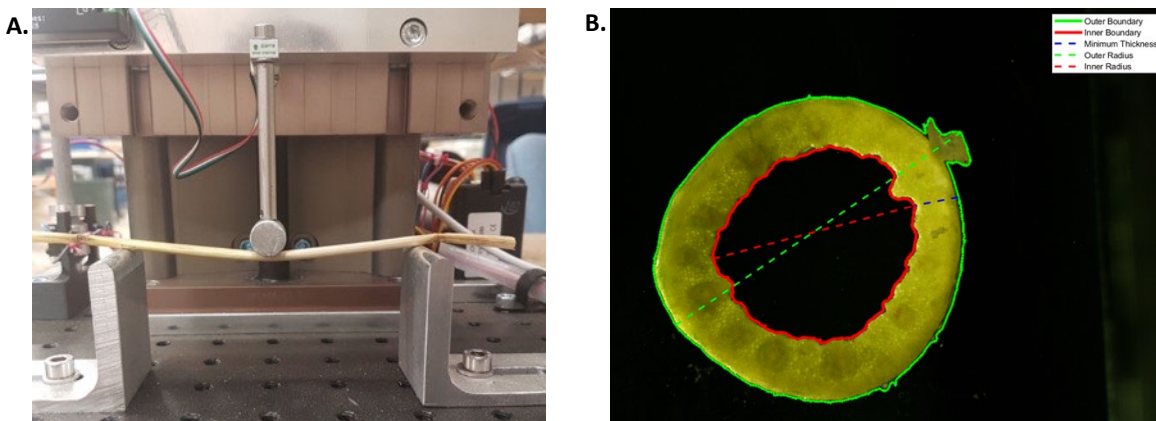 A.
B.
Outer Boundary
Inner Boundary
Minimum Thickness
Outer Radius
Inner Radius